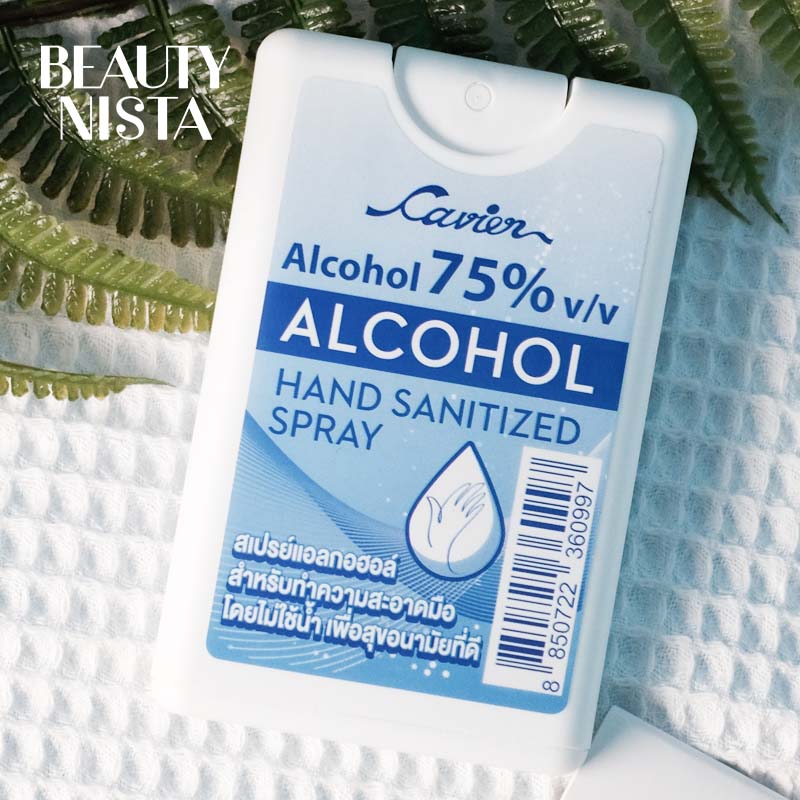 BEAUTY
NISTA
Cavier
Alcohol 75% v/v
ALCOHOL
HAND SANITIZED
SPRAY
สเปรย์แอลกอฮอล์
สำหรับทำความสะอาดมือ
โดยไม่ใช้น้ำ เพื่อสุขอนามัยที่ดี
8 850722 360997